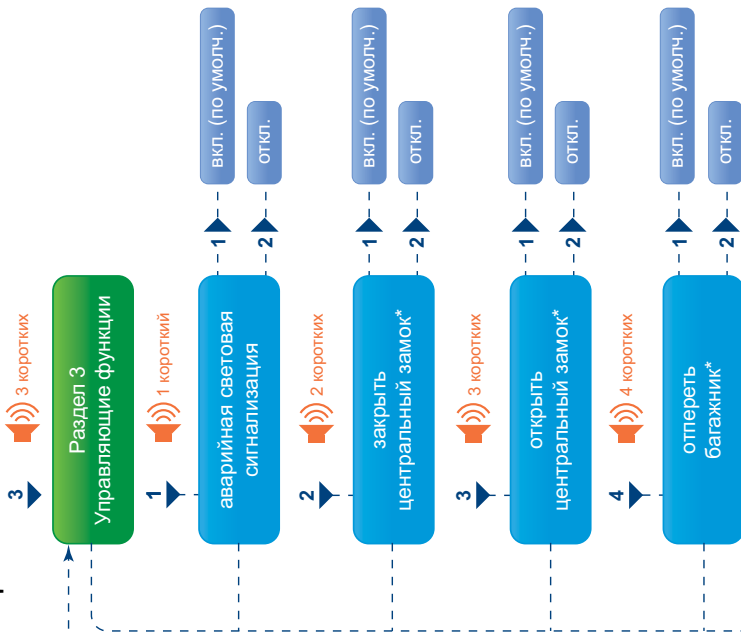 3
3 коротких
Раздел 3
Управляющие функции
1
1 короткий
аварийная световая
сигнализация
1
вкл. (по умолч.)
2
откл.
2
2 коротких
закрыть
центральный замок*
1
вкл. (по умолч.)
2
откл.
3
3 коротких
открыть
центральный замок*
1
вкл. (по умолч.)
2
откл.
4
4 коротких
отпереть
багажник*
1
вкл. (по умолч.)
2
откл.